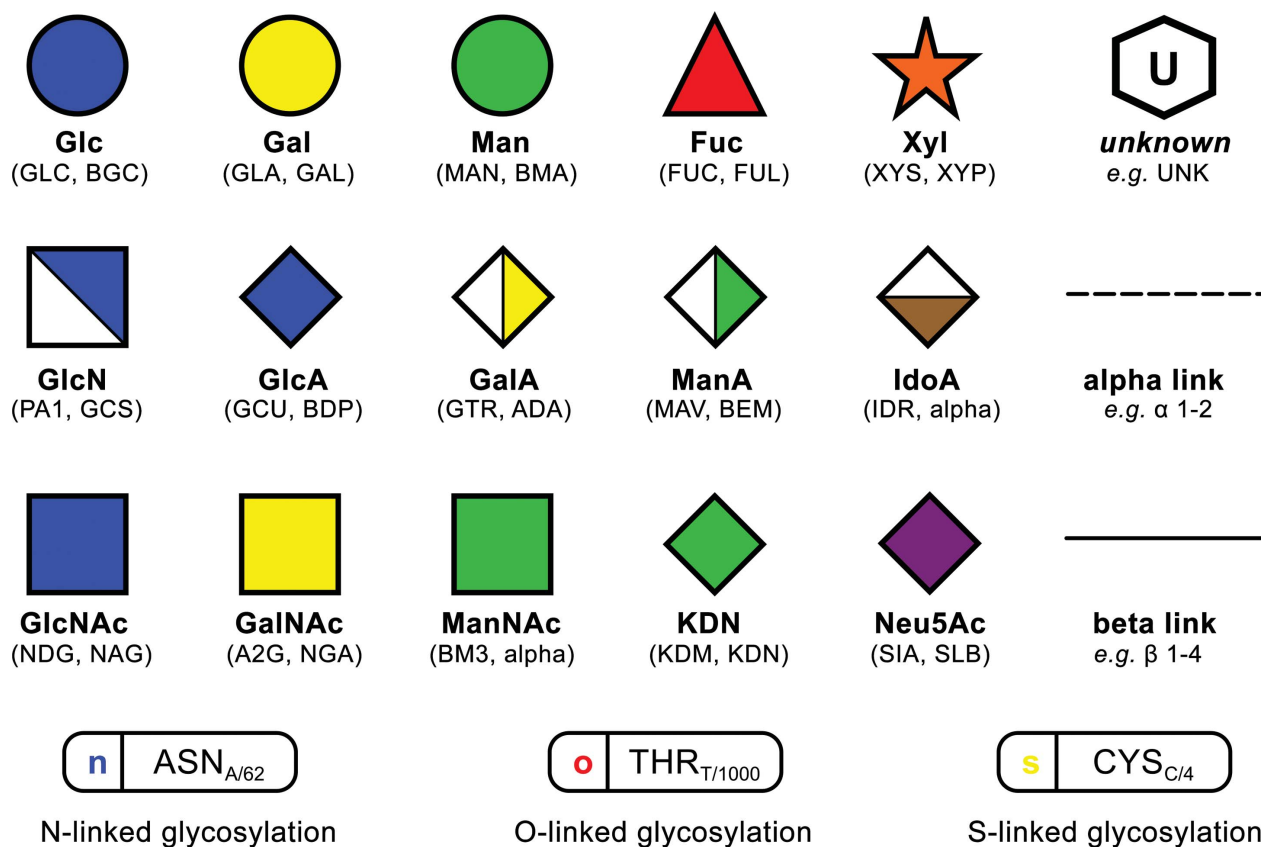 U
Glc Gal Man Fuc Xyl unknown
(GLC, BGC) (GLA, GAL) (MAN, BMA) (FUC, FUL) (XYS, XYP) e.g. UNK
GlcN GlcA GalA ManA IdoA alpha link
(PA1, GCS) (GCU, BDP) (GTR, ADA) (MAV, BEM) (IDR, alpha) e.g. α 1-2
GlcNAc GalNAc ManNAc KDN Neu5Ac beta link
(NDG, NAG) (A2G, NGA) (BM3, alpha) (KDM, KDN) (SIA, SLB) e.g. β 1-4
n ASN A/62 o THR T/1000 s CYS C/4
N-linked glycosylation O-linked glycosylation S-linked glycosylation